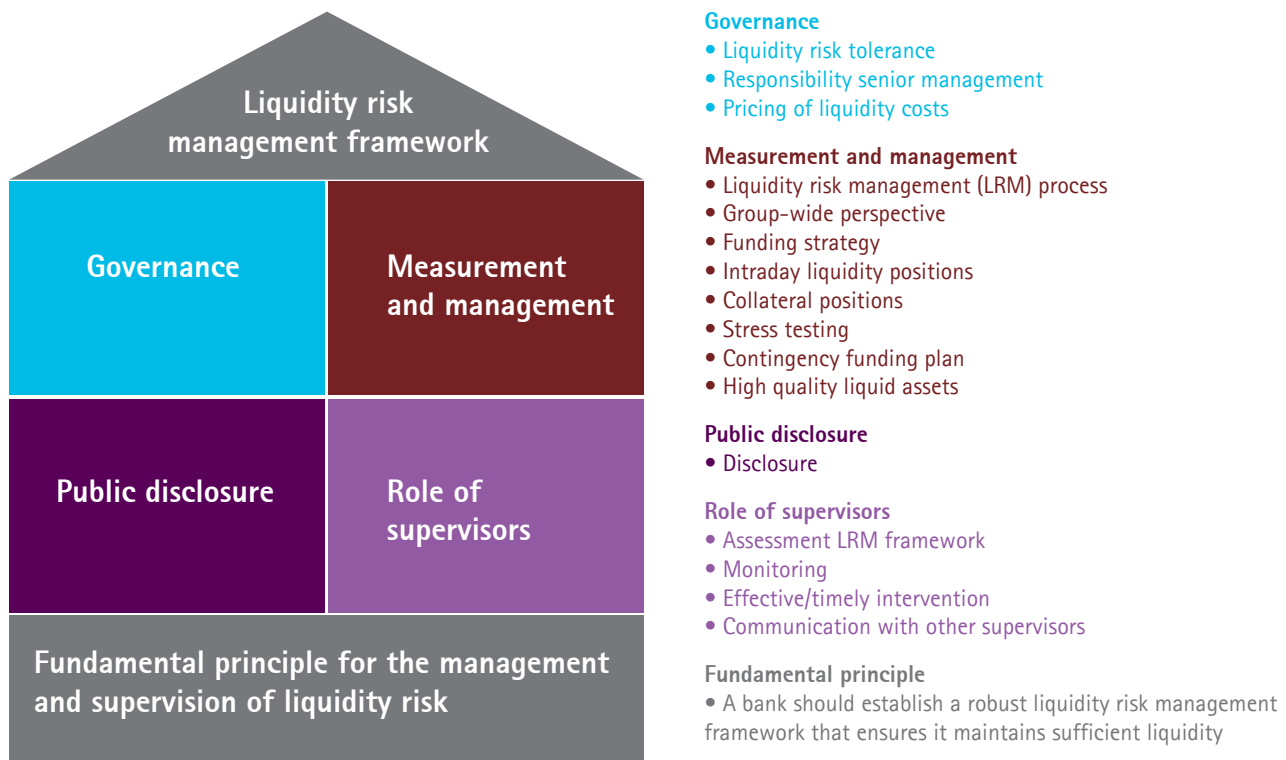 Liquidity risk
management framework
Governance
Measurement
and management
Public disclosure
Role of
supervisors
Fundamental principle for the management
and supervision of liquidity risk
Governance
• Liquidity risk tolerance
• Responsibility senior management
• Pricing of liquidity costs
Measurement and management
• Liquidity risk management (LRM) process
• Group-wide perspective
• Funding strategy
• Intraday liquidity positions
• Collateral positions
• Stress testing
• Contingency funding plan
• High quality liquid assets
Public disclosure
• Disclosure
Role of supervisors
• Assessment LRM framework
• Monitoring
• Effective/timely intervention
• Communication with other supervisors
Fundamental principle
• A bank should establish a robust liquidity risk management
framework that ensures it maintains sufficient liquidity